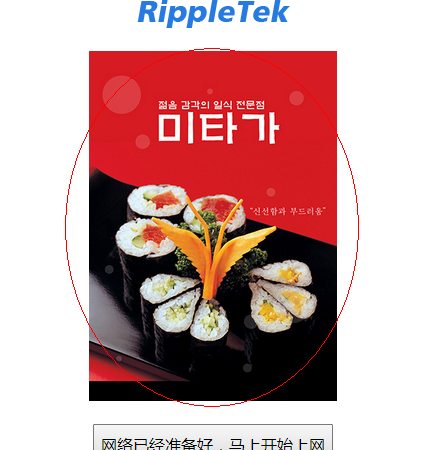 RippleTek
젊음 감각의 일식 전문점
미타가
"신선함과 부드러움"
网络已经准备好，马上开始上网